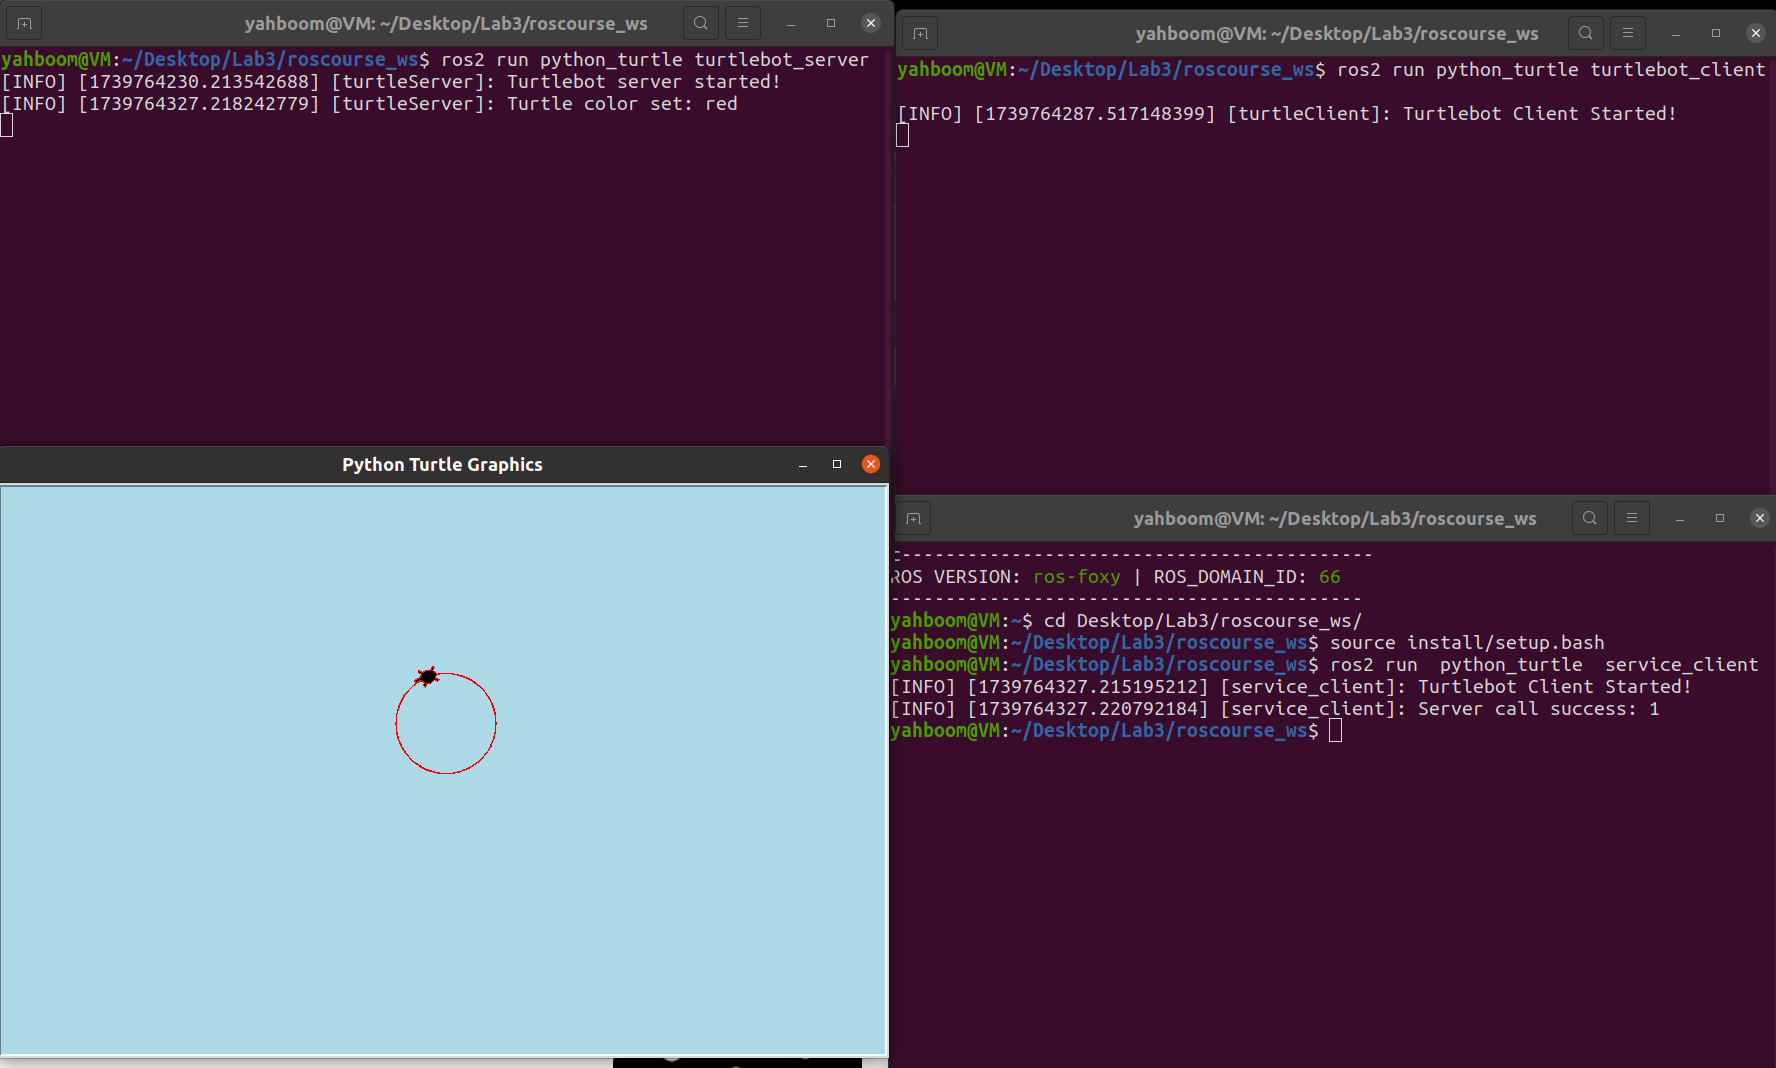 yahboom@VM: ~/Desktop/Lab3/roscourse_ws
yahboom@VM:~/Desktop/Lab3/roscourse_ws$ ros2 run python_turtle turtlebot_server
[INFO] [1739764230.213542688] [turtleServer]: Turtlebot server started!
[INFO] [1739764327.218242779] [turtleServer]: Turtle color set: red
yahboom@VM: ~/Desktop/Lab3/roscourse_ws
yahboom@VM:~/Desktop/Lab3/roscourse_ws$ ros2 run python_turtle turtlebot_client
[INFO] [1739764287.517148399] [turtleClient]: Turtlebot Client Started!
Python Turtle Graphics
yahboom@VM: ~/Desktop/Lab3/roscourse_ws
-------------------------------------------
ROS VERSION: ros-foxy | ROS_DOMAIN_ID: 66
-------------------------------------------
yahboom@VM:~$ cd Desktop/Lab3/roscourse_ws/
yahboom@VM:~/Desktop/Lab3/roscourse_ws$ source install/setup.bash
yahboom@VM:~/Desktop/Lab3/roscourse_ws$ ros2 run  python_turtle  service_client
[INFO] [1739764327.215195212] [service_client]: Turtlebot Client Started!
[INFO] [1739764327.220792184] [service_client]: Server call success: 1
yahboom@VM:~/Desktop/Lab3/roscourse_ws$